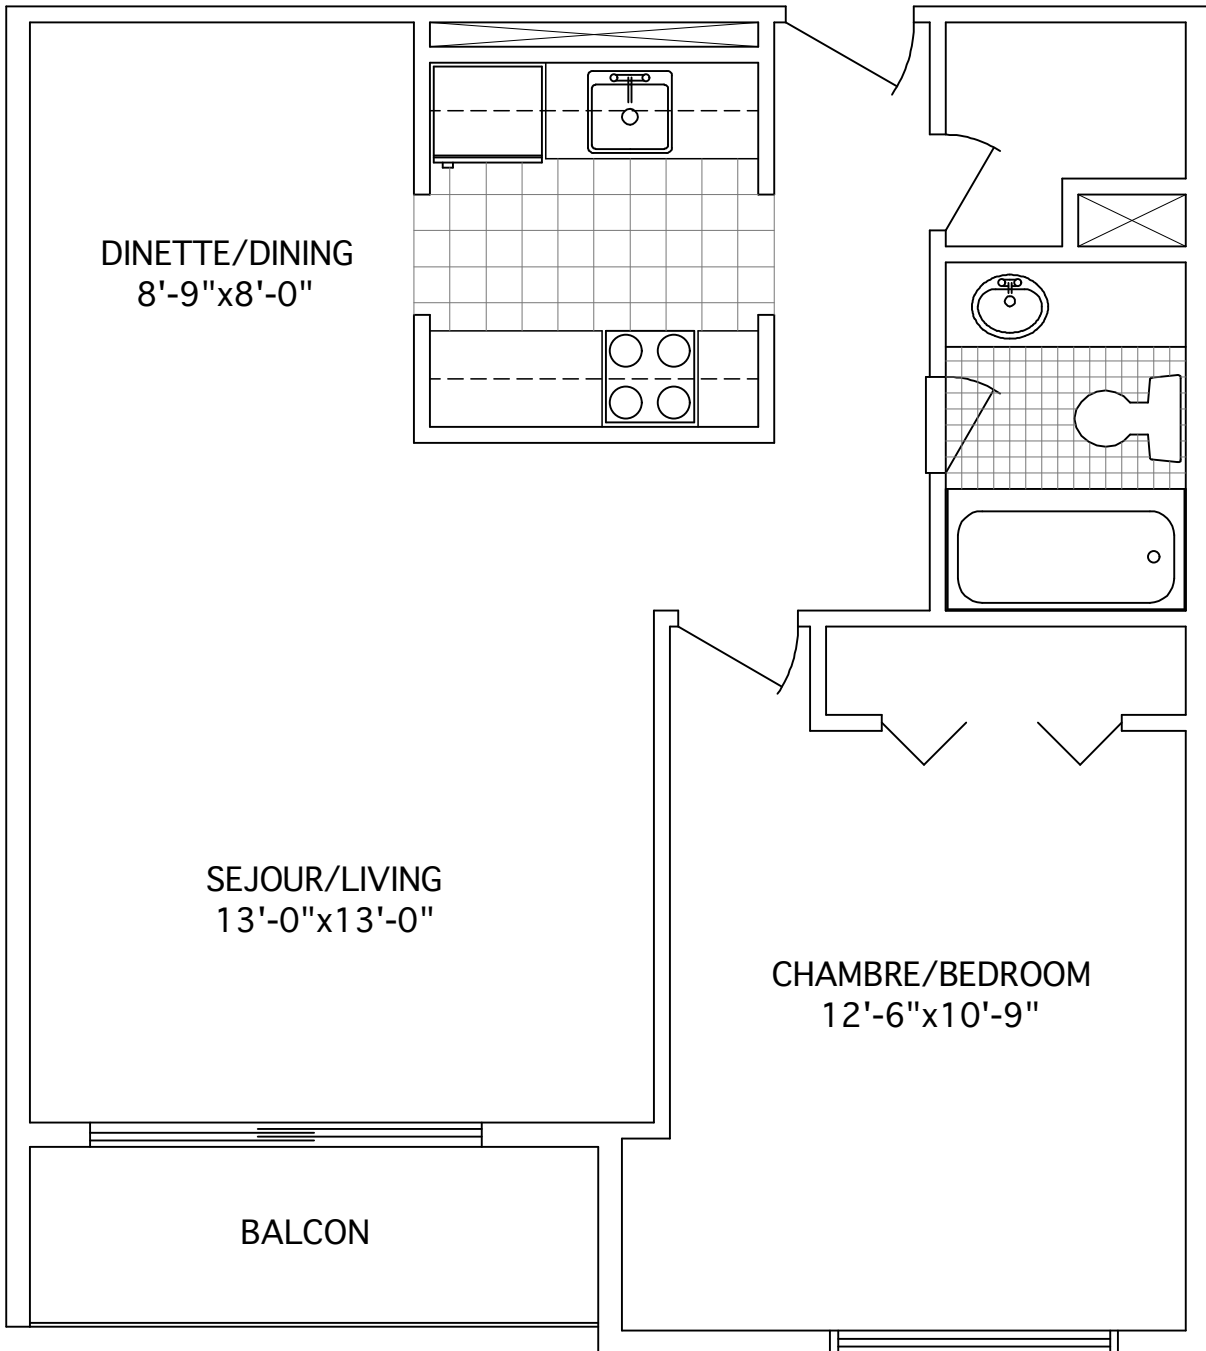 DINETTE/DINING
8'-9"x8'-0"
SEJOUR/LIVING
13'-0"x13'-0"
CHAMBRE/BEDROOM
12'-6"x10'-9"
BALCON